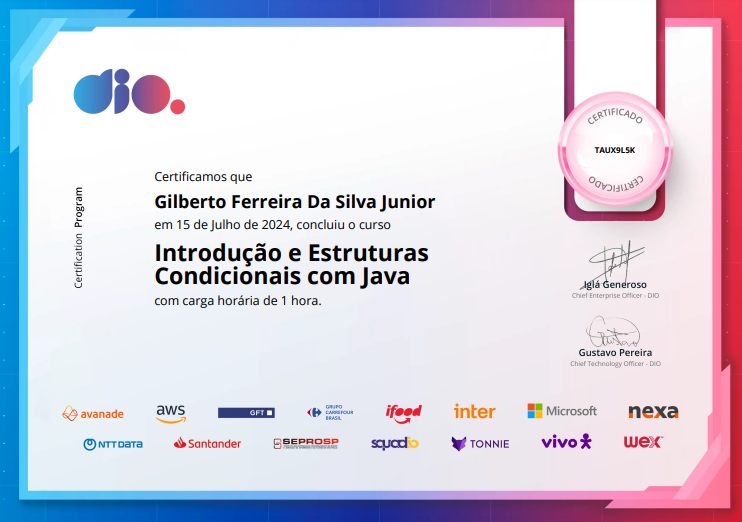 dio.
CERTIFICADO
TAUX9L5K
CERTIFICADO
Certification Program
Certificamos que
Gilberto Ferreira Da Silva Junior
em 15 de Julho de 2024, concluiu o curso
Introdução e Estruturas
Condicionais com Java
com carga horária de 1 hora.
Iglá Generoso
Chief Enterprise Officer - DIO
Gustavo Pereira
Chief Technology Officer - DIO
avanade
aws
GFT
GRUPO
CARREFOUR
BRASIL
ifood
inter
Microsoft
nexa
NTT DATA
Santander
SEPROSP
squadio
TONNIE
vivo
wex